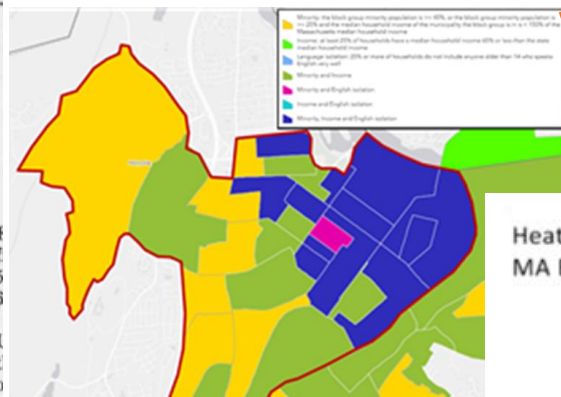 Minority: the block group minority population is >= 40%, or the block group minority population is
>= 25% and the median household income of the municipality the block group is in is < 150% of the
Massachusetts median household income
Income: at least 25% of households have a median household income 65% or less than the state
median household income
Language isolation: 25% or more of households do not include anyone older than 14 who speaks
English very well
Minority and Income
Minority and English isolation
Income and English isolation
Minority, Income and English isolation
Heat
MA